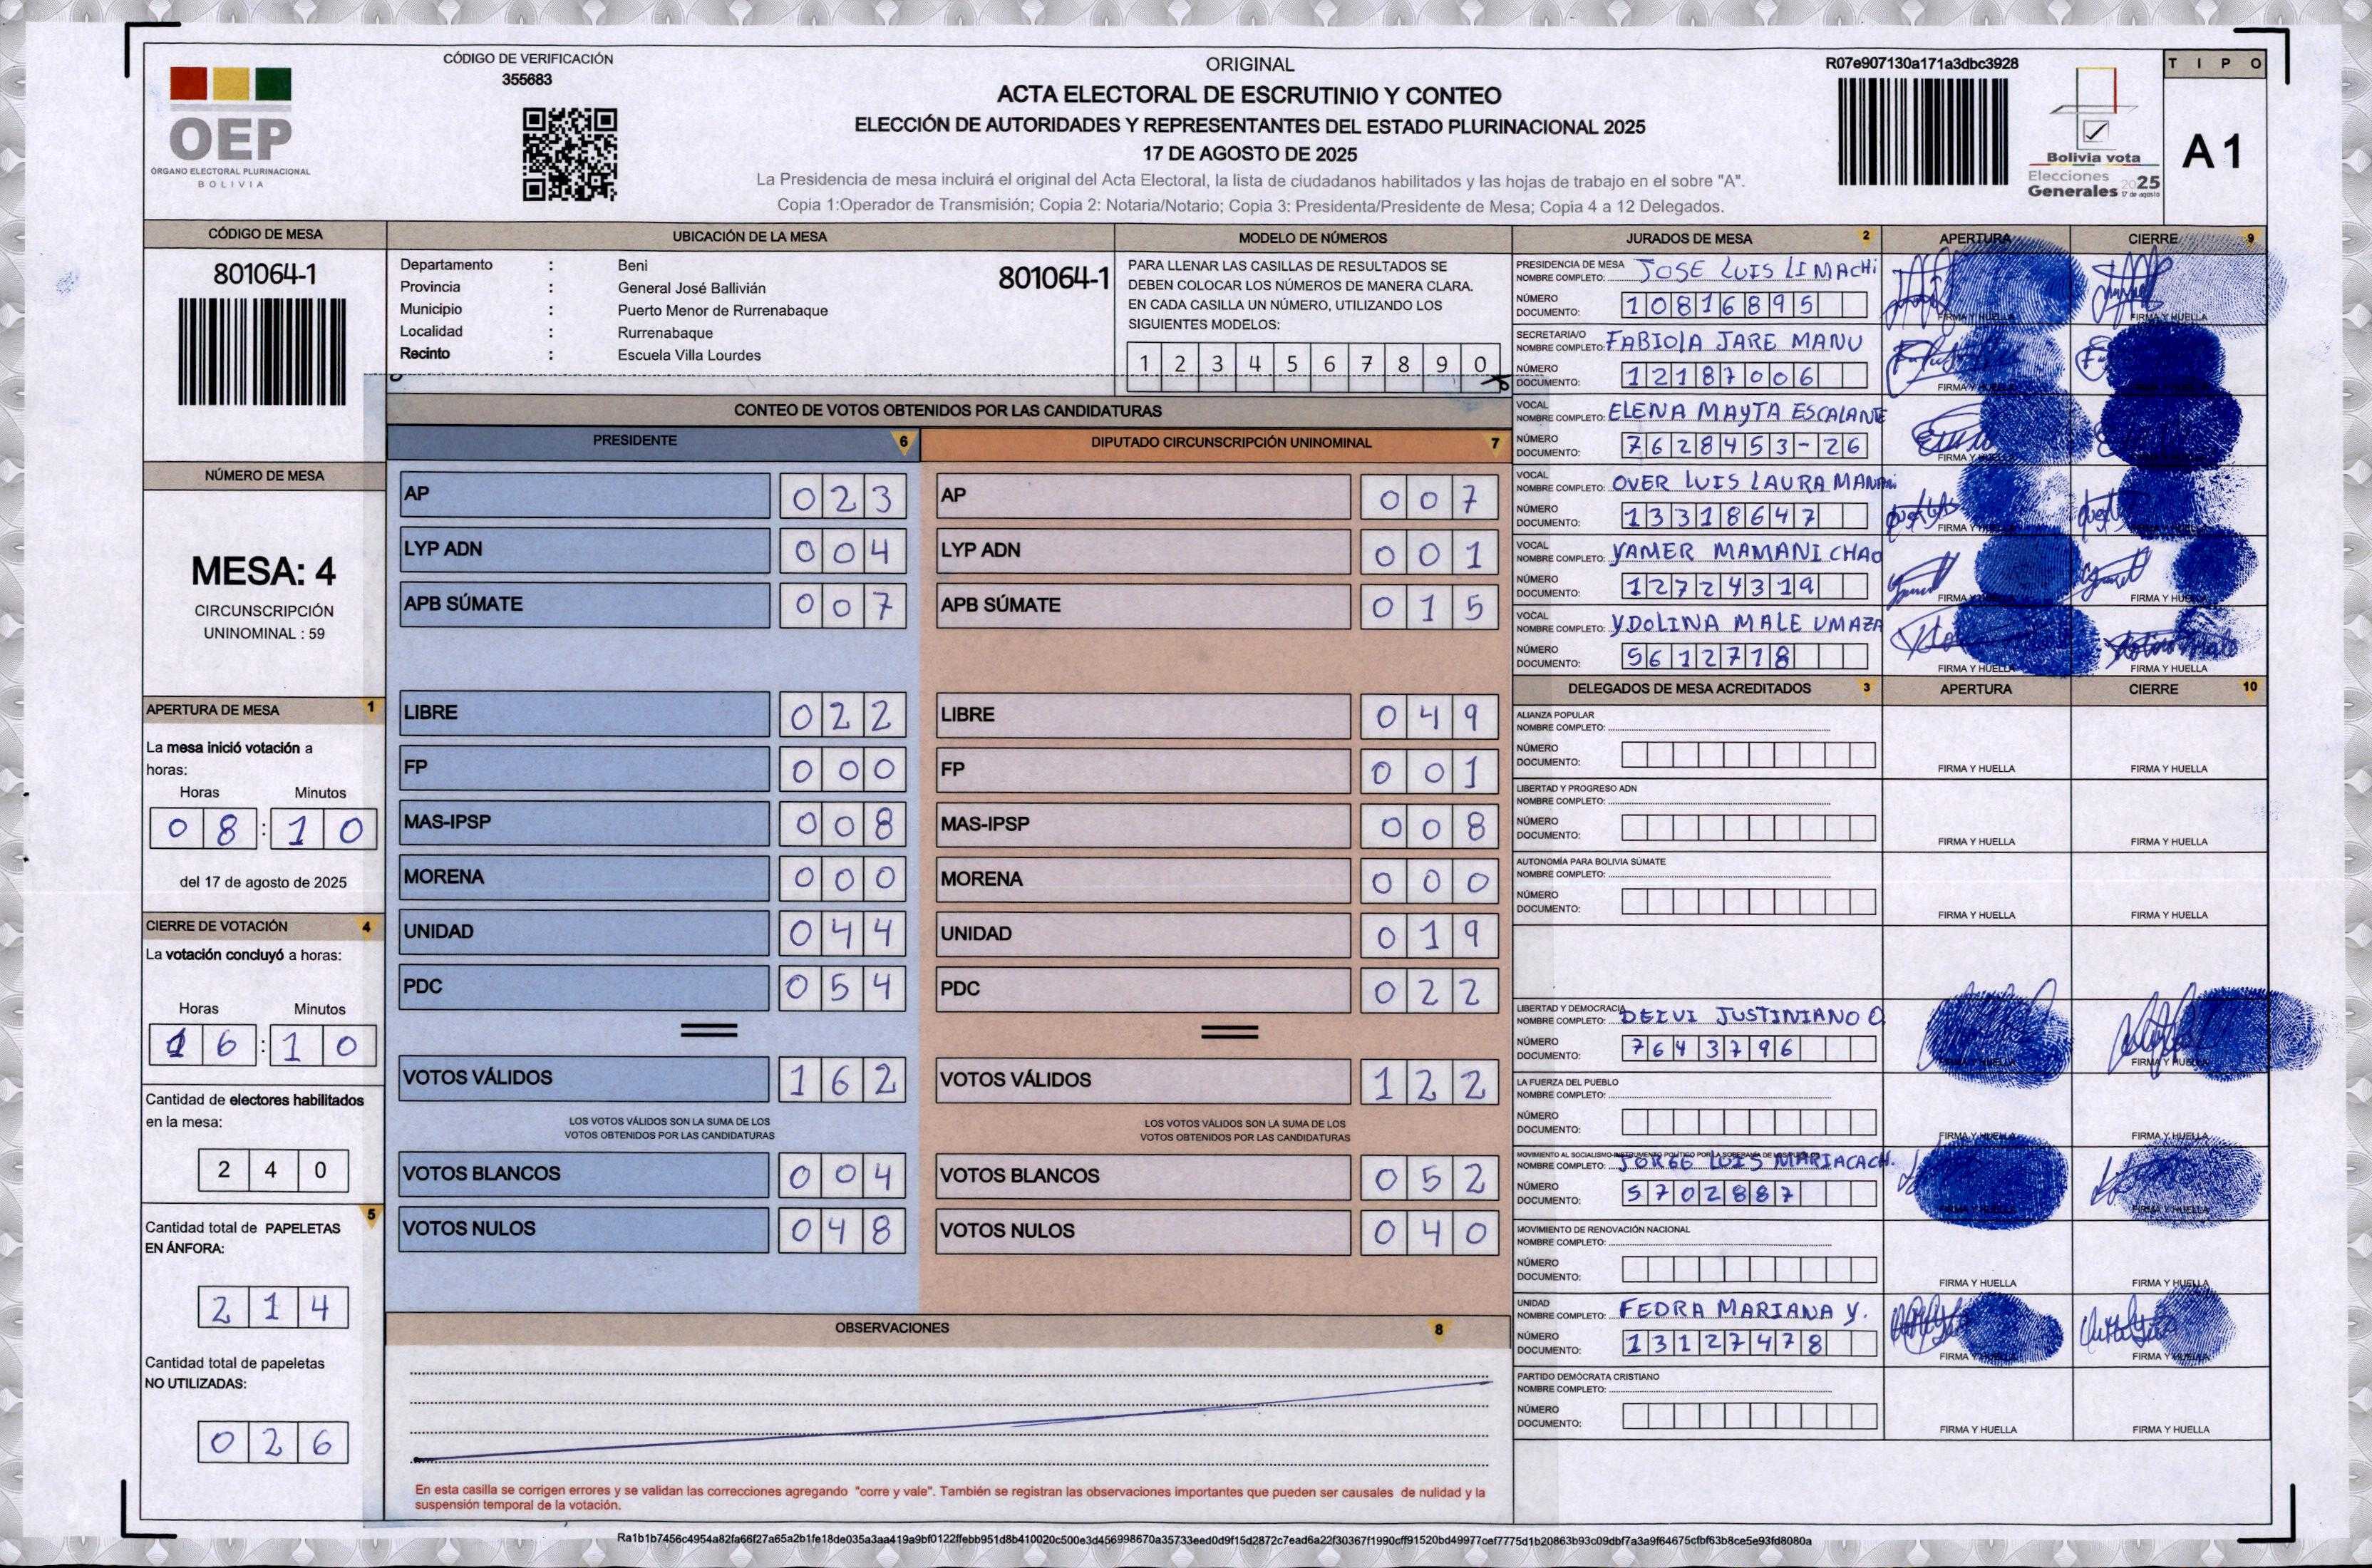 CÓDIGO DE VERIFICACIÓN
355683
OEP
ÓRGANO ELECTORAL PLURINACIONAL
BOLIVIA
ORIGINAL
ACTA ELECTORAL DE ESCRUTINIO Y CONTEO
ELECCIÓN DE AUTORIDADES Y REPRESENTANTES DEL ESTADO PLURINACIONAL 2025
17 DE AGOSTO DE 2025
La Presidencia de mesa incluirá el original del Acta Electoral, la lista de ciudadanos habilitados y las hojas de trabajo en el sobre "A".
Copia 1:Operador de Transmisión; Copia 2: Notaria/Notario; Copia 3: Presidenta/Presidente de Mesa; Copia 4 a 12 Delegados.
R07e907130a171a3dbc3928
Bolivia vota
Elecciones
Generales 2025
17 de agosto
TIPO
A1
CÓDIGO DE MESA
801064-1
NÚMERO DE MESA
MESA: 4
CIRCUNSCRIPCIÓN
UNINOMINAL : 59
APERTURA DE MESA 1
La mesa inició votación a
horas:
Horas Minutos
08:10
del 17 de agosto de 2025
CIERRE DE VOTACIÓN 4
La votación concluyó a horas:
Horas Minutos
16:10
Cantidad de electores habilitados
en la mesa:
240
5
Cantidad total de PAPELETAS
EN ÁNFORA:
214
Cantidad total de papeletas
NO UTILIZADAS:
026
UBICACIÓN DE LA MESA
Departamento : Beni
801064-1
Provincia : General José Ballivián
Municipio : Puerto Menor de Rurrenabaque
Localidad : Rurrenabaque
Recinto : Escuela Villa Lourdes
MODELO DE NÚMEROS
PARA LLENAR LAS CASILLAS DE RESULTADOS SE
DEBEN COLOCAR LOS NÚMEROS DE MANERA CLARA.
EN CADA CASILLA UN NÚMERO, UTILIZANDO LOS
SIGUIENTES MODELOS:
1 2 3 4 5 6 7 8 9 0
CONTEO DE VOTOS OBTENIDOS POR LAS CANDIDATURAS
PRESIDENTE 6
AP 023
LYP ADN 004
APB SÚMATE 007
LIBRE 022
FP 000
MAS-IPSP 008
MORENA 000
UNIDAD 044
PDC 054
VOTOS VÁLIDOS 162
LOS VOTOS VÁLIDOS SON LA SUMA DE LOS
VOTOS OBTENIDOS POR LAS CANDIDATURAS
VOTOS BLANCOS 004
VOTOS NULOS 048
DIPUTADO CIRCUNSCRIPCIÓN UNINOMINAL 7
AP 007
LYP ADN 001
APB SÚMATE 015
LIBRE 049
FP 001
MAS-IPSP 008
MORENA 000
UNIDAD 019
PDC 022
VOTOS VÁLIDOS 122
LOS VOTOS VÁLIDOS SON LA SUMA DE LOS
VOTOS OBTENIDOS POR LAS CANDIDATURAS
VOTOS BLANCOS 052
VOTOS NULOS 040
OBSERVACIONES 8
En esta casilla se corrigen errores y se validan las correcciones agregando "corre y vale". También se registran las observaciones importantes que pueden ser causales de nulidad y la
suspensión temporal de la votación.
JURADOS DE MESA 2 APERTURA CIERRE 9
PRESIDENCIA DE MESA
NOMBRE COMPLETO: JOSE LUIS LIMACHI
NÚMERO
DOCUMENTO: 10816895
FIRMA Y HUELLA FIRMA Y HUELLA
SECRETARIA/O
NOMBRE COMPLETO: FABIOLA JARE MANU
NÚMERO
DOCUMENTO: 12187006
FIRMA Y HUELLA
VOCAL
NOMBRE COMPLETO: ELENA MAYTA ESCALANTE
NÚMERO
DOCUMENTO: 7628453-26
FIRMA Y HUELLA
VOCAL
NOMBRE COMPLETO: OVER LUIS LAURA MAMANI
NÚMERO
DOCUMENTO: 13318647
FIRMA Y HUELLA FIRMA Y HUELLA
VOCAL
NOMBRE COMPLETO: YAMER MAMANI CHAO
NÚMERO
DOCUMENTO: 12724319
FIRMA Y HUELLA FIRMA Y HUELLA
VOCAL
NOMBRE COMPLETO: YDOLINA MALE UMAZA
NÚMERO
DOCUMENTO: 5612718
FIRMA Y HUELLA FIRMA Y HUELLA
DELEGADOS DE MESA ACREDITADOS 3 APERTURA CIERRE 10
ALIANZA POPULAR
NOMBRE COMPLETO:
NÚMERO
DOCUMENTO:
FIRMA Y HUELLA FIRMA Y HUELLA
LIBERTAD Y PROGRESO ADN
NOMBRE COMPLETO:
NÚMERO
DOCUMENTO:
FIRMA Y HUELLA FIRMA Y HUELLA
AUTONOMÍA PARA BOLIVIA SÚMATE
NOMBRE COMPLETO:
NÚMERO
DOCUMENTO:
FIRMA Y HUELLA FIRMA Y HUELLA
LIBERTAD Y DEMOCRACIA
NOMBRE COMPLETO: DEIVI JUSTINIANO O.
NÚMERO
DOCUMENTO: 7643796
FIRMA Y HUELLA FIRMA Y HUELLA
LA FUERZA DEL PUEBLO
NOMBRE COMPLETO:
NÚMERO
DOCUMENTO:
FIRMA Y HUELLA FIRMA Y HUELLA
MOVIMIENTO AL SOCIALISMO-INSTRUMENTO POLÍTICO POR LA SOBERANÍA DE LOS PUEBLOS
NOMBRE COMPLETO: JORGE LUIS MARIACACH.
NÚMERO
DOCUMENTO: 5702887
FIRMA Y HUELLA FIRMA Y HUELLA
MOVIMIENTO DE RENOVACIÓN NACIONAL
NOMBRE COMPLETO:
NÚMERO
DOCUMENTO:
FIRMA Y HUELLA FIRMA Y HUELLA
UNIDAD
NOMBRE COMPLETO: FEDRA MARIANA Y.
NÚMERO
DOCUMENTO: 13127478
FIRMA Y HUELLA FIRMA Y HUELLA
PARTIDO DEMÓCRATA CRISTIANO
NOMBRE COMPLETO:
NÚMERO
DOCUMENTO:
FIRMA Y HUELLA FIRMA Y HUELLA